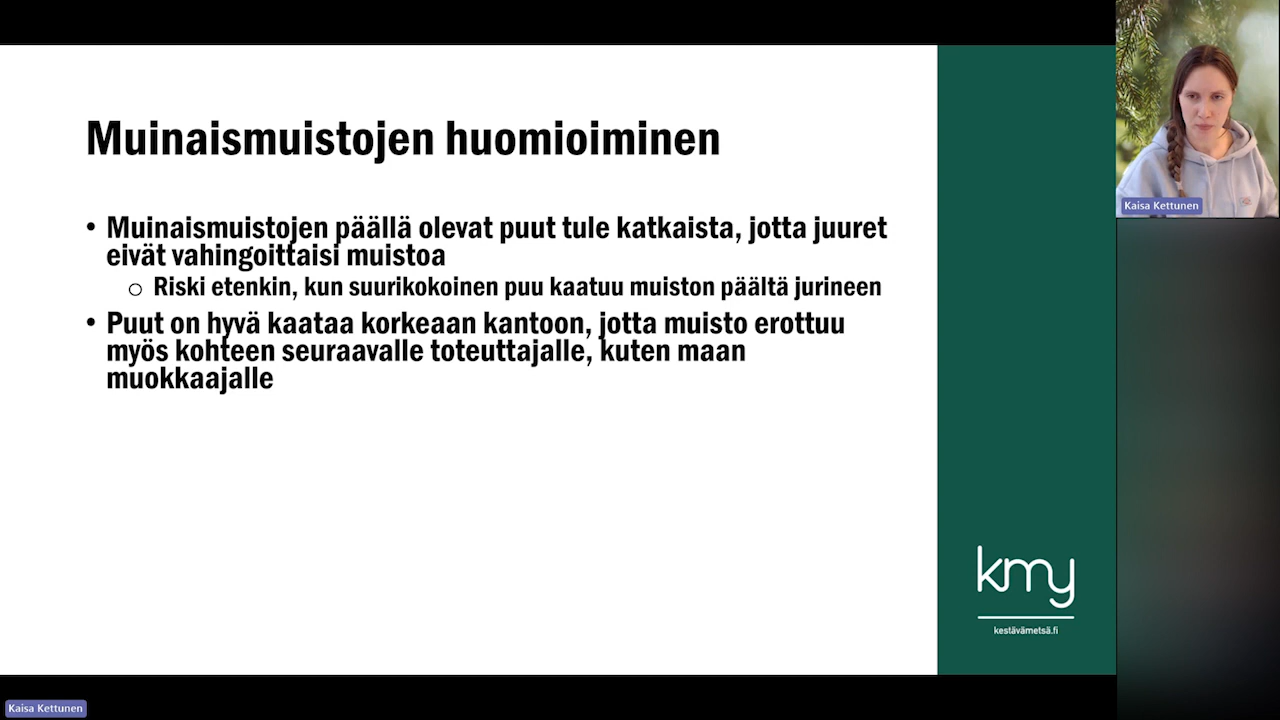 Muinaismuistojen huomioiminen
• Muinaismuistojen päällä olevat puut tule katkaista, jotta juuret
eivät vahingoittaisi muistoa
o Riski etenkin, kun suurikokoinen puu kaatuu muiston päältä jurineen
• Puut on hyvä kaataa korkeaan kantoon, jotta muisto erottuu
myös kohteen seuraavalle toteuttajalle, kuten maan
muokkaajalle
kmy
kestävämetsä.fi
Kaisa Kettunen
Kaisa Kettunen